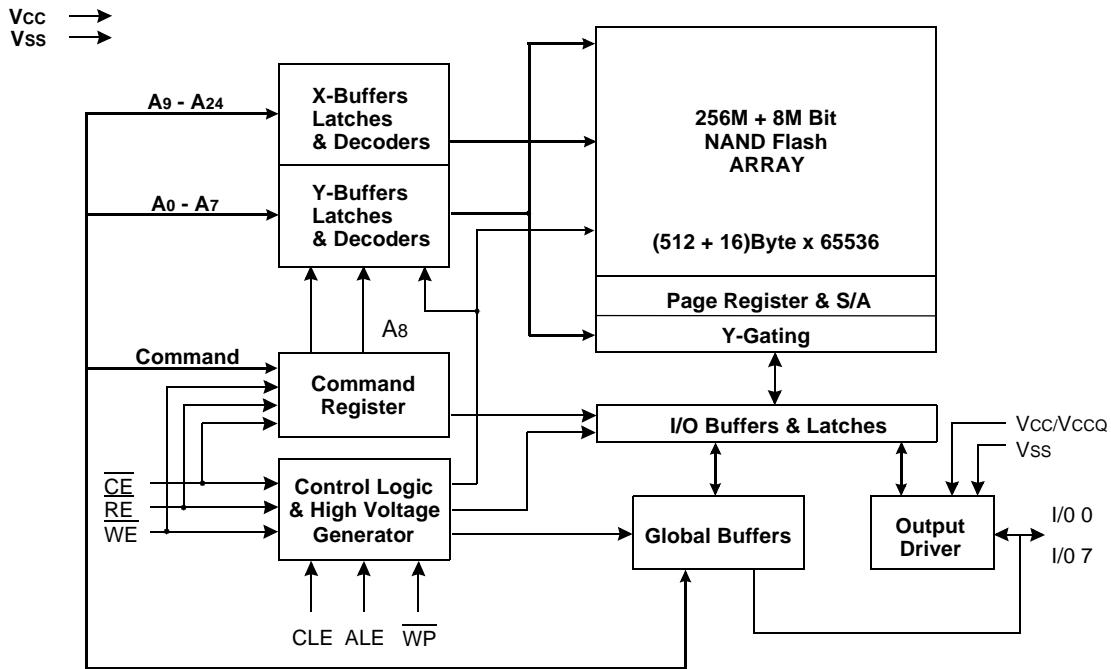 VCC
VSS
A9 - A24
X-Buffers
Latches
& Decoders
256M + 8M Bit
NAND Flash
ARRAY
A0 - A7
Y-Buffers
Latches
& Decoders
(512 + 16)Byte x 65536
Page Register & S/A
Y-Gating
A8
Command
Command
Register
I/O Buffers & Latches
VCC/VCCQ
VSS
CE
RE
WE
Control Logic
& High Voltage
Generator
Global Buffers
Output
Driver
I/0 0
I/0 7
CLE
ALE
WP